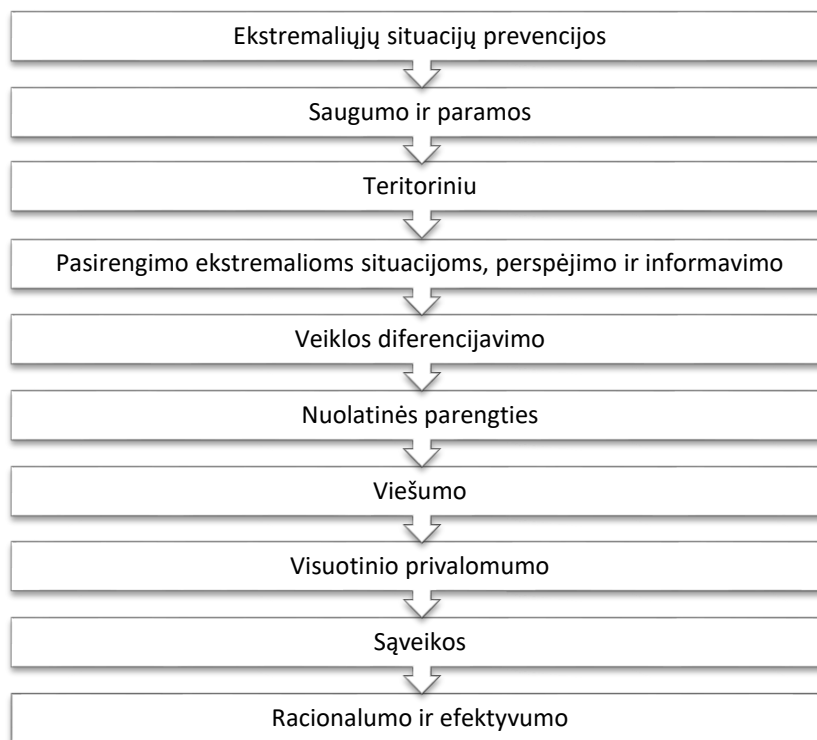 Ekstremaliųjų situacijų prevencijos
Saugumo ir paramos
Teritoriniu
Pasirengimo ekstremalioms situacijoms, perspėjimo ir informavimo
Veiklos diferencijavimo
Nuolatinės parengties
Viešumo
Visuotinio privalomumo
Sąveikos
Racionalumo ir efektyvumo